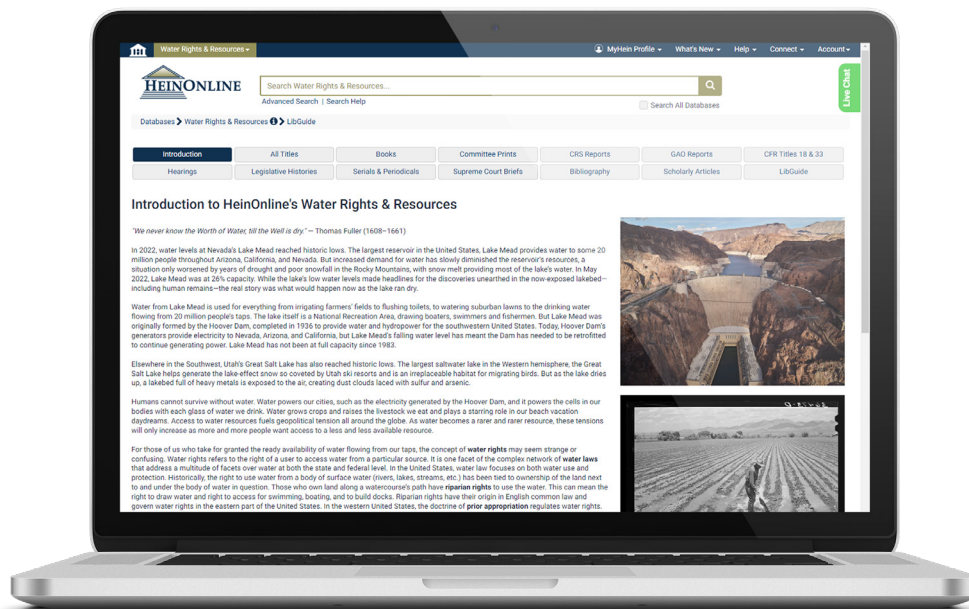 Water Rights & Resources
MyHein Profile
What's New
Help
Connect
Account
HEINONLINE
Search Water Rights & Resources...
Advanced Search | Search Help
Search All Databases
Live Chat
Databases > Water Rights & Resources > LibGuide
Introduction
All Titles
Books
Committee Prints
CRS Reports
GAO Reports
CFR Titles 18 & 33
Hearings
Legislative Histories
Serials & Periodicals
Supreme Court Briefs
Bibliography
Scholarly Articles
LibGuide
Introduction to HeinOnline's Water Rights & Resources
"We never know the Worth of Water, till the Well is dry." — Thomas Fuller (1608–1661)
In 2022, water levels at Nevada's Lake Mead reached historic lows. The largest reservoir in the United States, Lake Mead provides water to some 20
million people throughout Arizona, California, and Nevada. But increased demand for water has slowly diminished the reservoir's resources, a
situation only worsened by years of drought and poor snowfall in the Rocky Mountains, with snow melt providing most of the lake's water. In May
2022, Lake Mead was at 26% capacity. While the lake's low water levels made headlines for the discoveries unearthed in the now-exposed lakebed—
including human remains—the real story was what would happen now as the lake ran dry.
Water from Lake Mead is used for everything from irrigating farmers' fields to flushing toilets, to watering suburban lawns to the drinking water
flowing from 20 million people's taps. The lake itself is a National Recreation Area, drawing boaters, swimmers and fishermen. But Lake Mead was
originally formed by the Hoover Dam, completed in 1936 to provide water and hydropower for the southwestern United States. Today, Hoover Dam's
generators provide electricity to Nevada, Arizona, and California, but Lake Mead's falling water level has meant the Dam has needed to be retrofitted
to continue generating power. Lake Mead has not been at full capacity since 1983.
Elsewhere in the Southwest, Utah's Great Salt Lake has also reached historic lows. The largest saltwater lake in the Western hemisphere, the Great
Salt Lake helps generate the lake-effect snow so coveted by Utah ski resorts and is an irreplaceable habitat for migrating birds. But as the lake dries
up, a lakebed full of heavy metals is exposed to the air, creating dust clouds laced with sulfur and arsenic.
Humans cannot survive without water. Water powers our cities, such as the electricity generated by the Hoover Dam, and it powers the cells in our
bodies with each glass of water we drink. Water grows crops and raises the livestock we eat and plays a starring role in our beach vacation
daydreams. Access to water resources fuels geopolitical tension all around the globe. As water becomes a rarer and rarer resource, these tensions
will only increase as more and more people want access to a less and less available resource.
For those of us who take for granted the ready availability of water flowing from our taps, the concept of water rights may seem strange or
confusing. Water rights refers to the right of a user to access water from a particular source. It is one facet of the complex network of water laws
that address a multitude of facets over water at both the state and federal level. In the United States, water law focuses on both water use and
protection. Historically, the right to use water from a body of surface water (rivers, lakes, streams, etc.) has been tied to ownership of the land next
to and under the body of water in question. Those who own land along a watercourse's path have riparian rights to use the water. This can mean the
right to draw water and right to access for swimming, boating, and to build docks. Riparian rights have their origin in English common law and
govern water rights in the eastern part of the United States. In the western United States, the doctrine of prior appropriation regulates water rights.